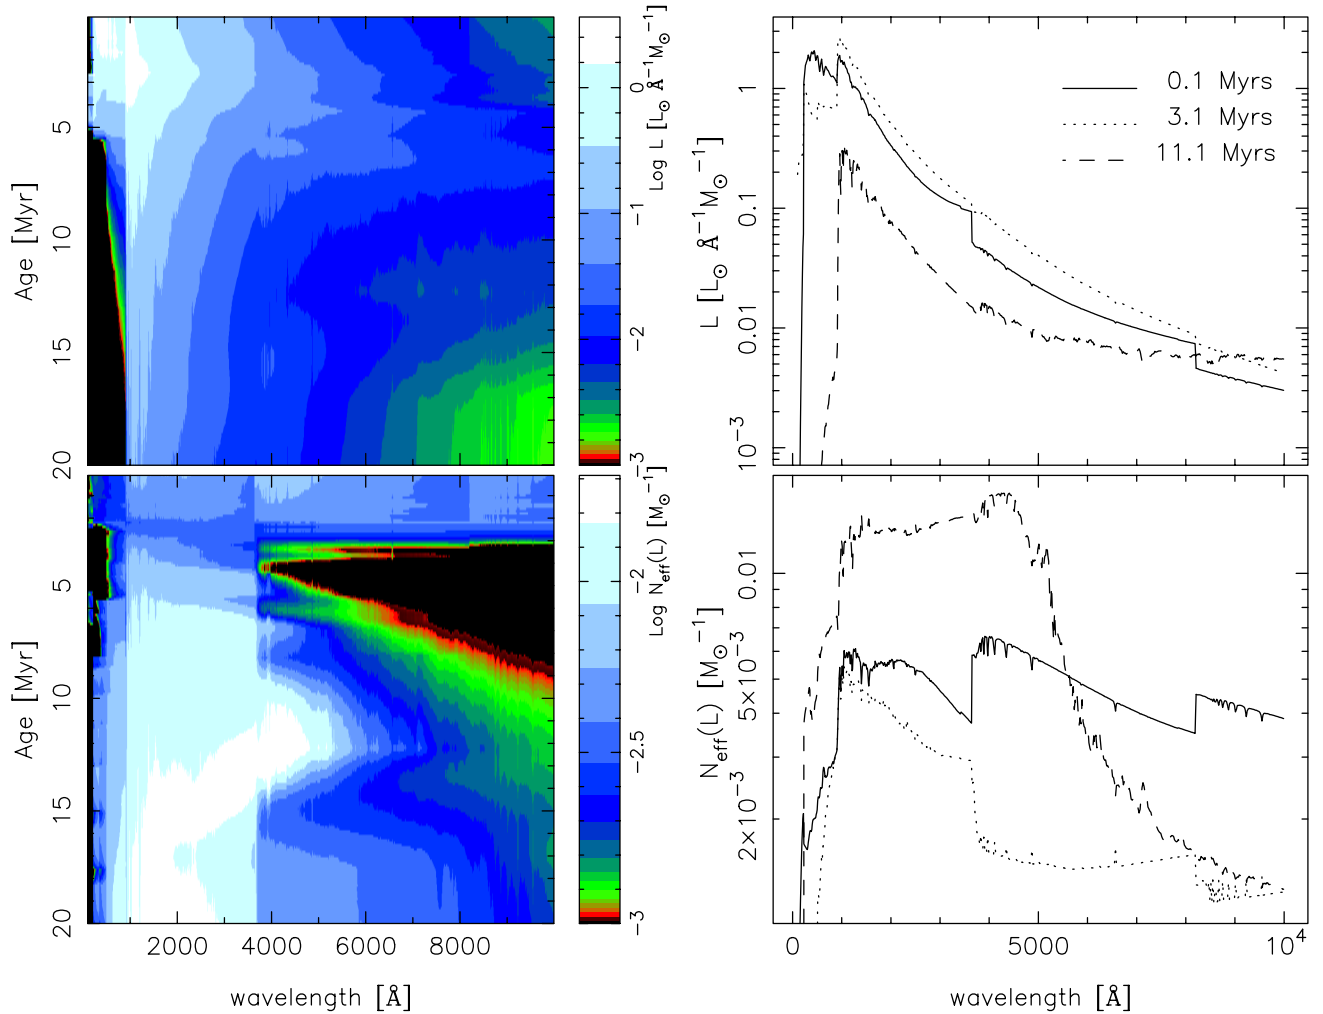 5
10
15
20
Age [Myr]
0
−1
−2
−3
Log L [L⊙ Å⁻¹M⊙⁻¹]
5
10
15
20
Age [Myr]
2000 4000 6000 8000
wavelength [Å]
−2
−2.5
−3
Log Neff(L) [M⊙⁻¹]
1
0.1
0.01
10⁻³
L [L⊙ Å⁻¹M⊙⁻¹]
0.1 Myrs
3.1 Myrs
11.1 Myrs
0.01
5×10⁻³
2×10⁻³
Neff(L) [M⊙⁻¹]
0 5000 10⁴
wavelength [Å]